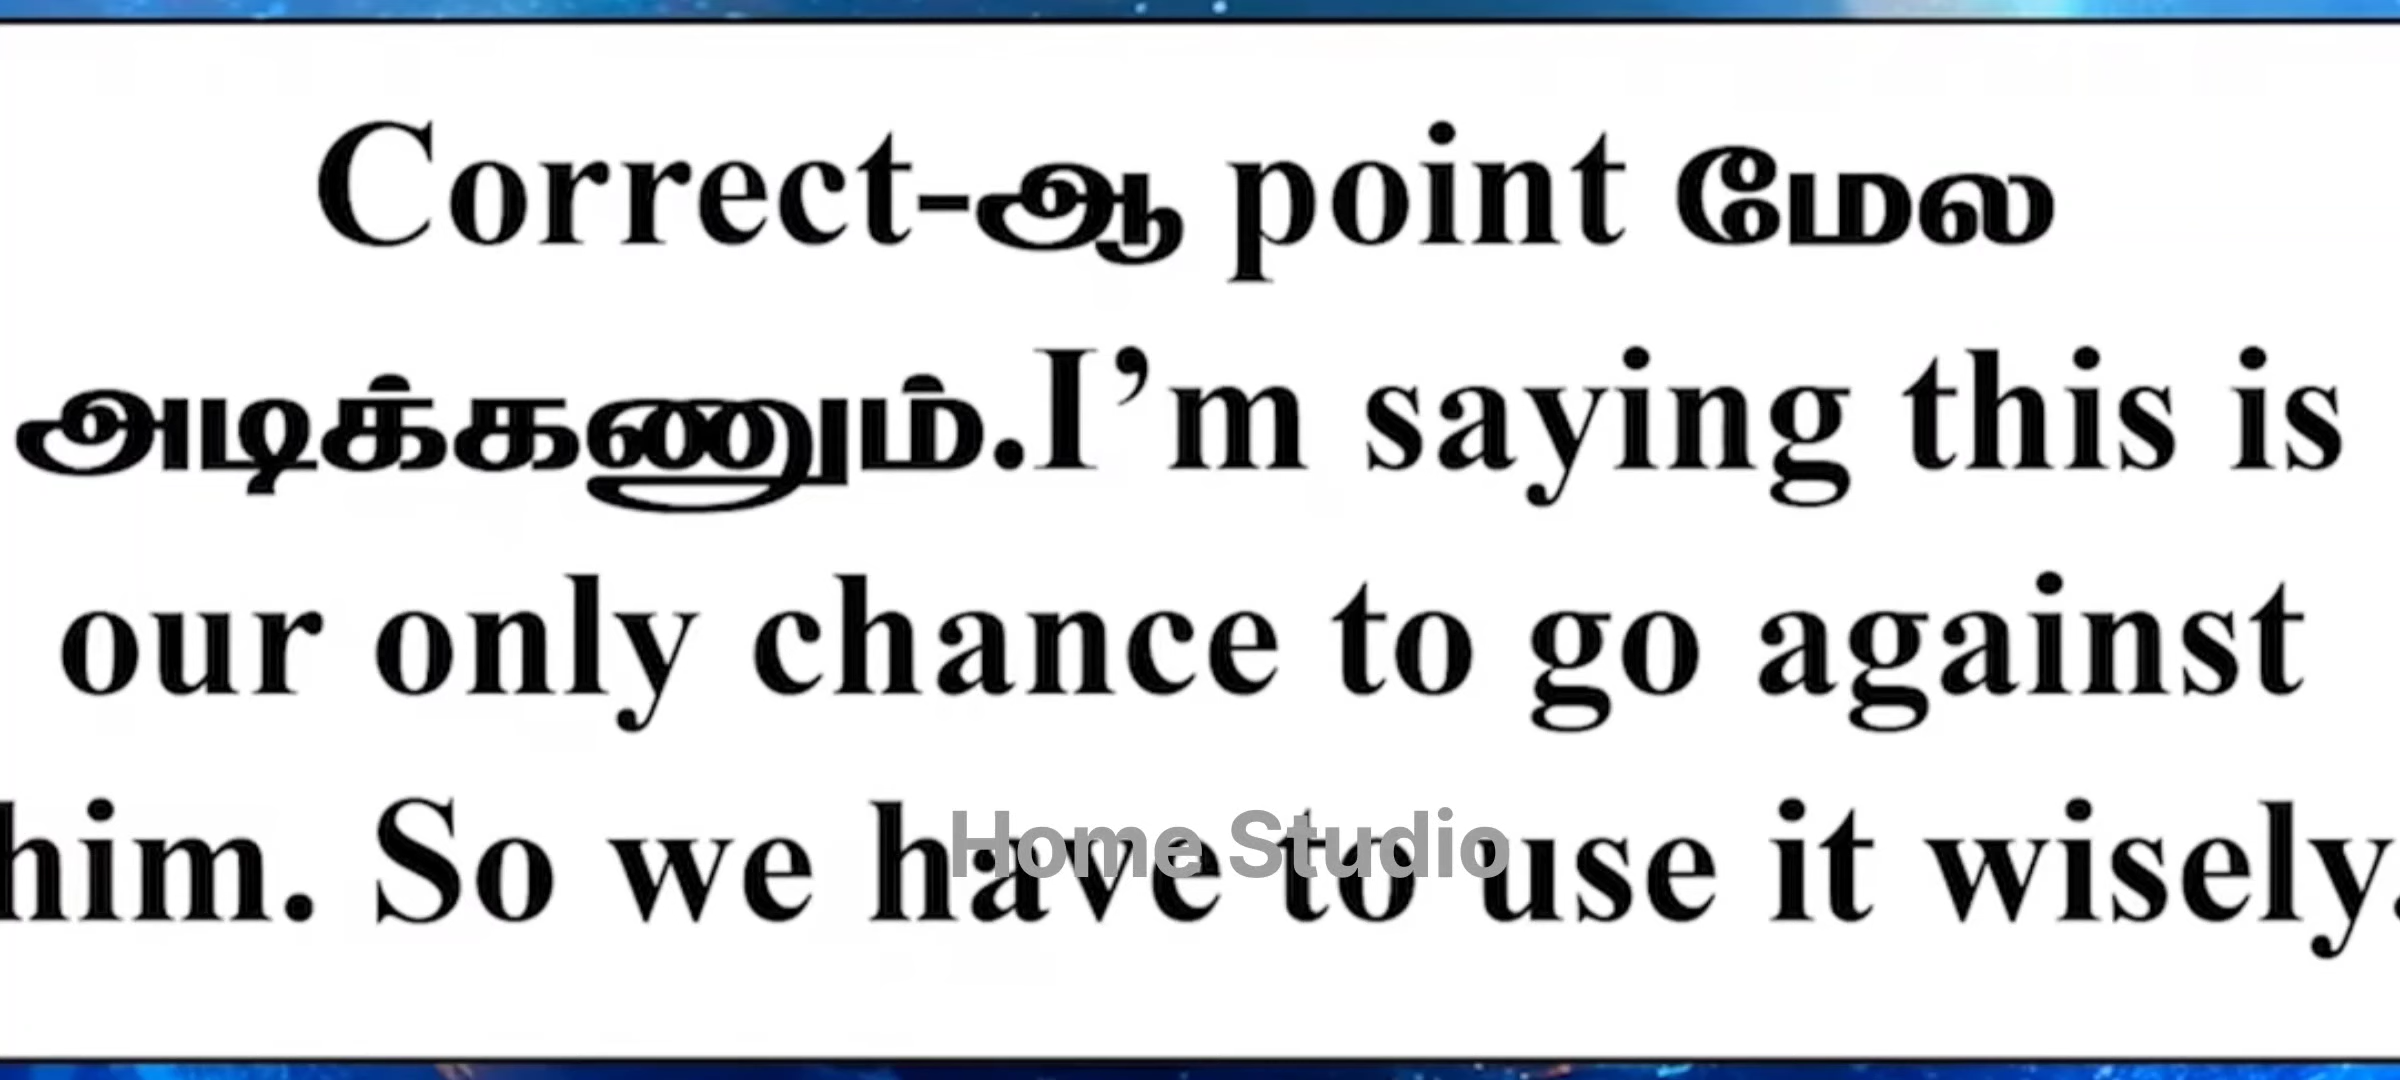 Correct-ஆ point மேல
அடிக்கணும்.I’m saying this is
our only chance to go against
him. So we have to use it wisely.
Home Studio